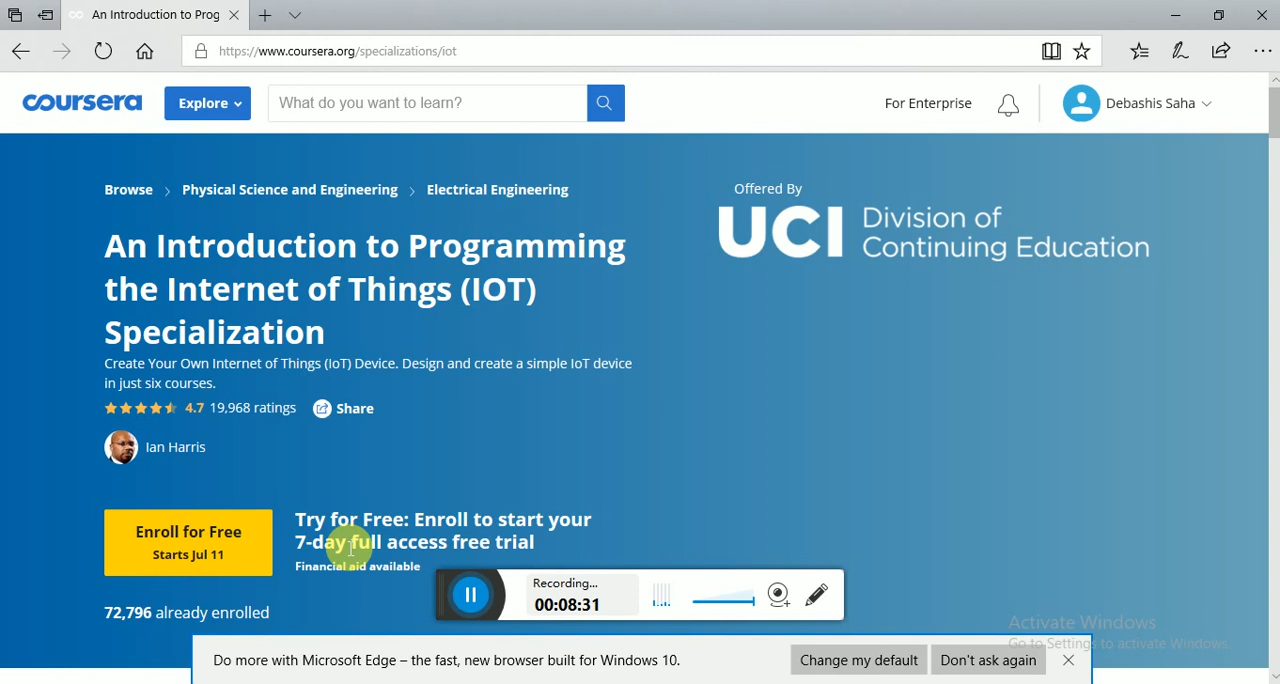 An Introduction to Prog
https://www.coursera.org/specializations/iot
coursera
Explore
What do you want to learn?
For Enterprise
Debashis Saha
Browse > Physical Science and Engineering > Electrical Engineering
Offered By
UCI Division of
Continuing Education
An Introduction to Programming
the Internet of Things (IOT)
Specialization
Create Your Own Internet of Things (IoT) Device. Design and create a simple IoT device
in just six courses.
4.7 19,968 ratings Share
Ian Harris
Enroll for Free
Starts Jul 11
Try for Free: Enroll to start your
7-day full access free trial
Financial aid available
Recording...
00:08:31
72,796 already enrolled
Activate Windows
Go to Settings to activate Windows.
Do more with Microsoft Edge – the fast, new browser built for Windows 10.
Change my default
Don't ask again